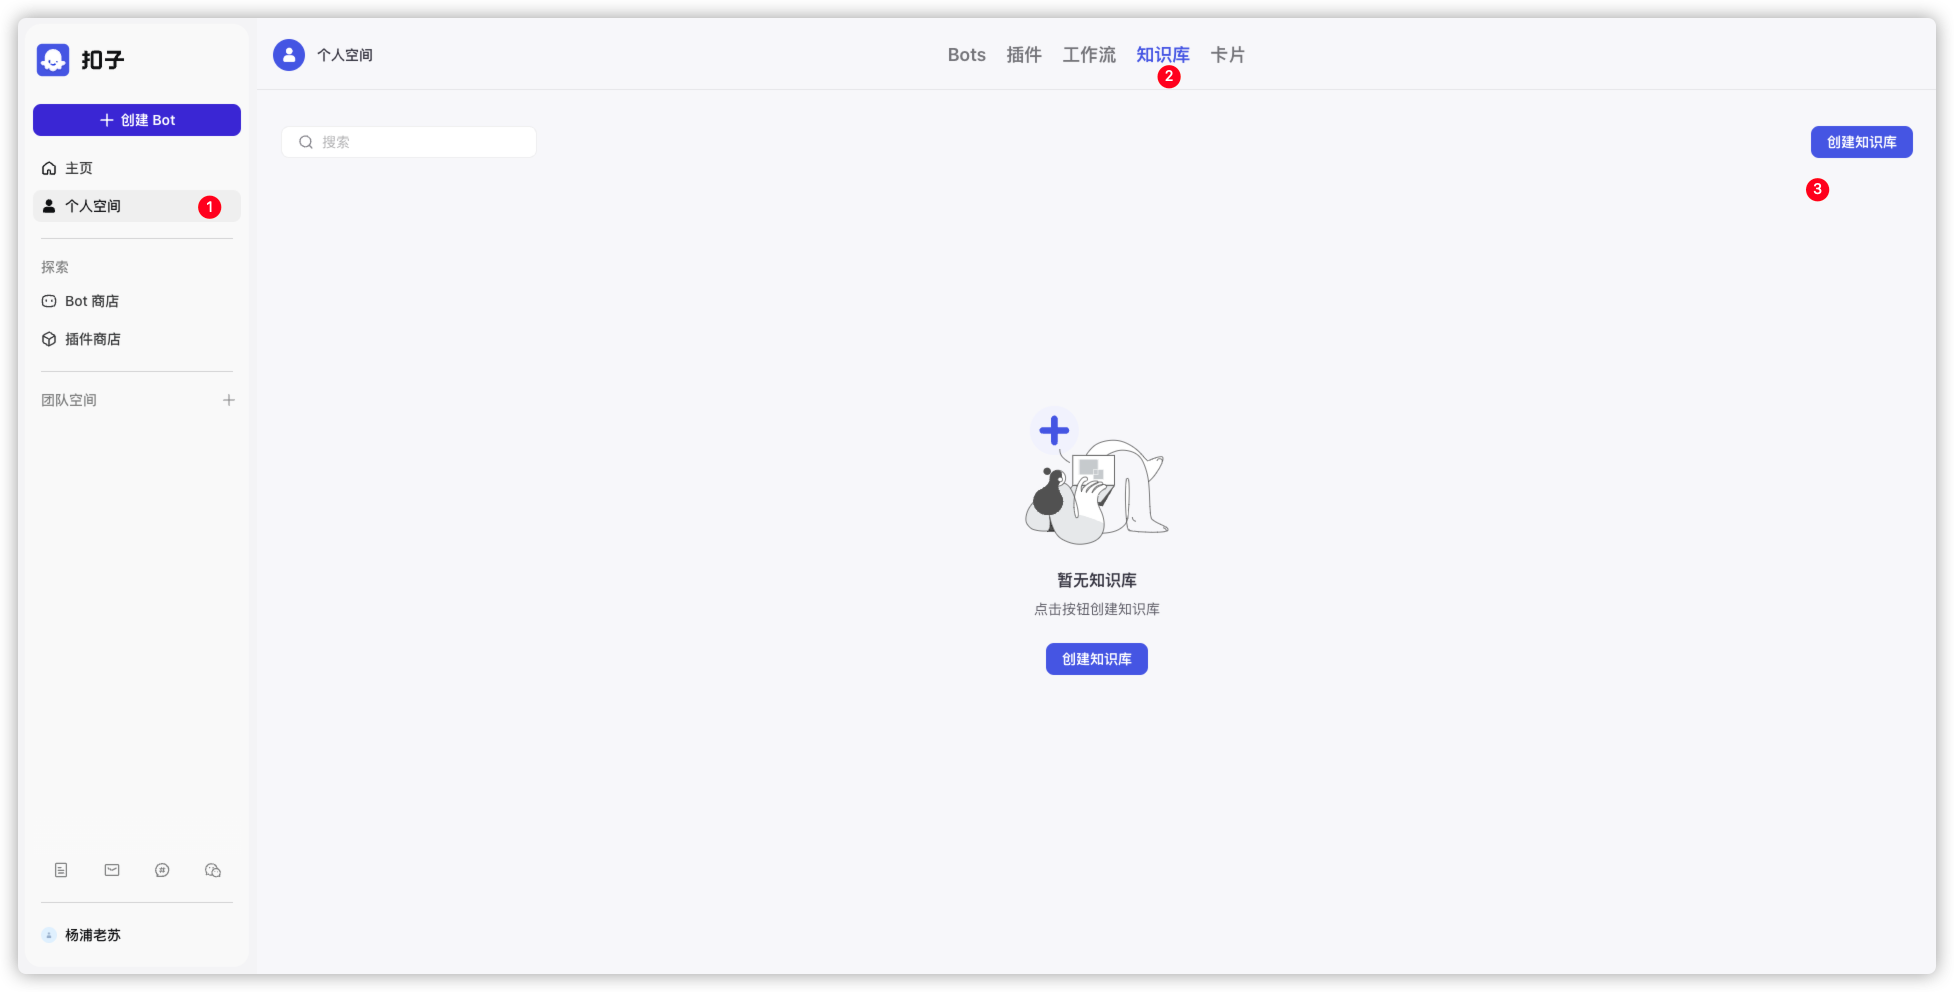 扣子
创建 Bot
主页
个人空间
1
探索
Bot 商店
插件商店
团队空间
杨浦老苏
个人空间
Bots 插件 工作流 知识库 卡片
2
搜索
创建知识库
3
暂无知识库
点击按钮创建知识库
创建知识库